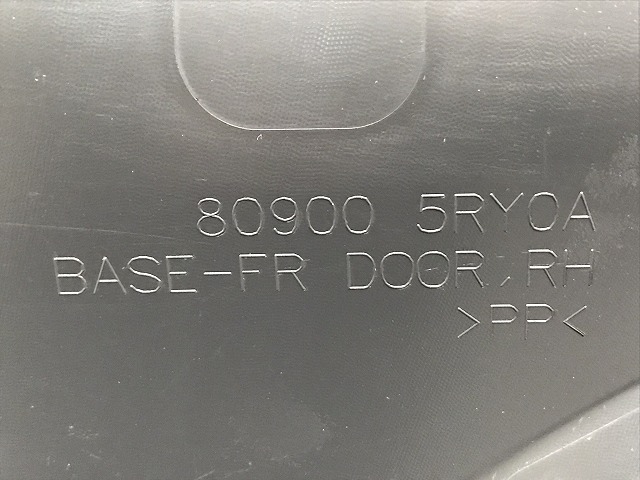 80900 5RY0A
BASE-FR DOOR,RH
>PP<